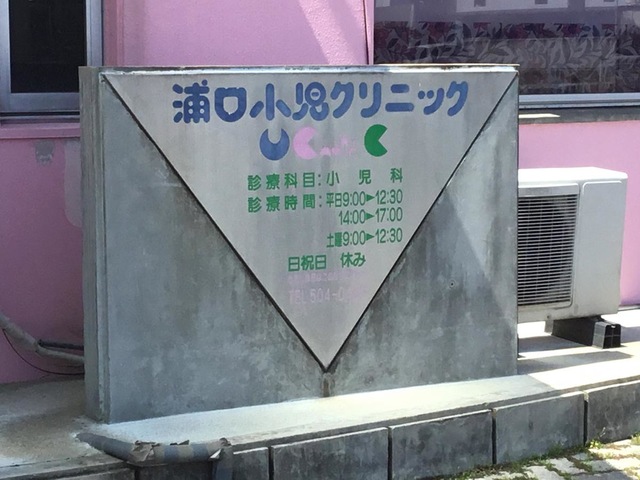 浦口小児クリニック
診療科目:小児科
診療時間:平日9:00▶12:30
14:00▶17:00
土曜9:00▶12:30
日祝日 休み
TEL504-0